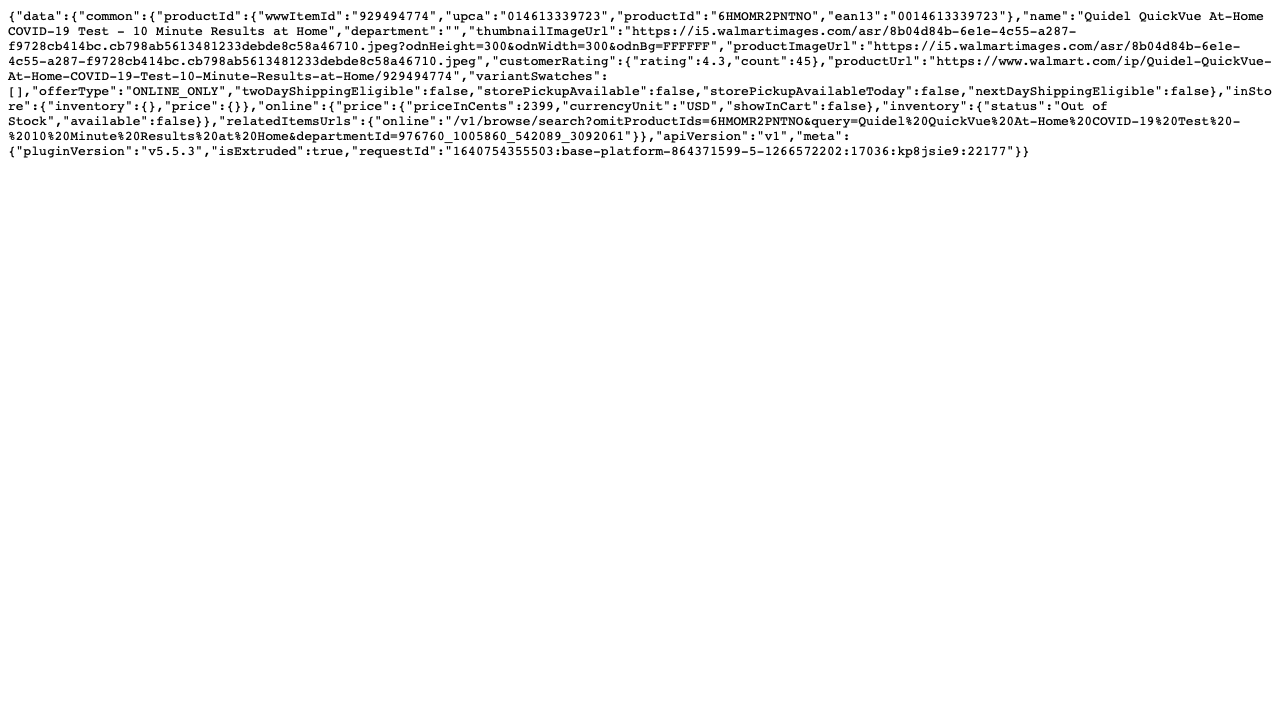 {"data":{"common":{"productId":{"wwwItemId":"929494774","upca":"014613339723","productId":"6HMOMR2PNTNO","ean13":"0014613339723"},"name":"Quidel QuickVue At-Home
COVID-19 Test - 10 Minute Results at Home","department":"","thumbnailImageUrl":"https://i5.walmartimages.com/asr/8b04d84b-6e1e-4c55-a287-
f9728cb414bc.cb798ab5613481233debde8c58a46710.jpeg?odnHeight=300&odnWidth=300&odnBg=FFFFFF","productImageUrl":"https://i5.walmartimages.com/asr/8b04d84b-6e1e-
4c55-a287-f9728cb414bc.cb798ab5613481233debde8c58a46710.jpeg","customerRating":{"rating":4.3,"count":45},"productUrl":"https://www.walmart.com/ip/Quidel-QuickVue-
At-Home-COVID-19-Test-10-Minute-Results-at-Home/929494774","variantSwatches":
[],"offerType":"ONLINE_ONLY","twoDayShippingEligible":false,"storePickupAvailable":false,"storePickupAvailableToday":false,"nextDayShippingEligible":false},"inSto
re":{"inventory":{},"price":{}},"online":{"price":{"priceInCents":2399,"currencyUnit":"USD","showInCart":false},"inventory":{"status":"Out of
Stock","available":false}},"relatedItemsUrls":{"online":"/v1/browse/search?omitProductIds=6HMOMR2PNTNO&query=Quidel%20QuickVue%20At-Home%20COVID-19%20Test%20-
%2010%20Minute%20Results%20at%20Home&departmentId=976760_1005860_542089_3092061"}},"apiVersion":"v1","meta":
{"pluginVersion":"v5.5.3","isExtruded":true,"requestId":"1640754355503:base-platform-864371599-5-1266572202:17036:kp8jsie9:22177"}}